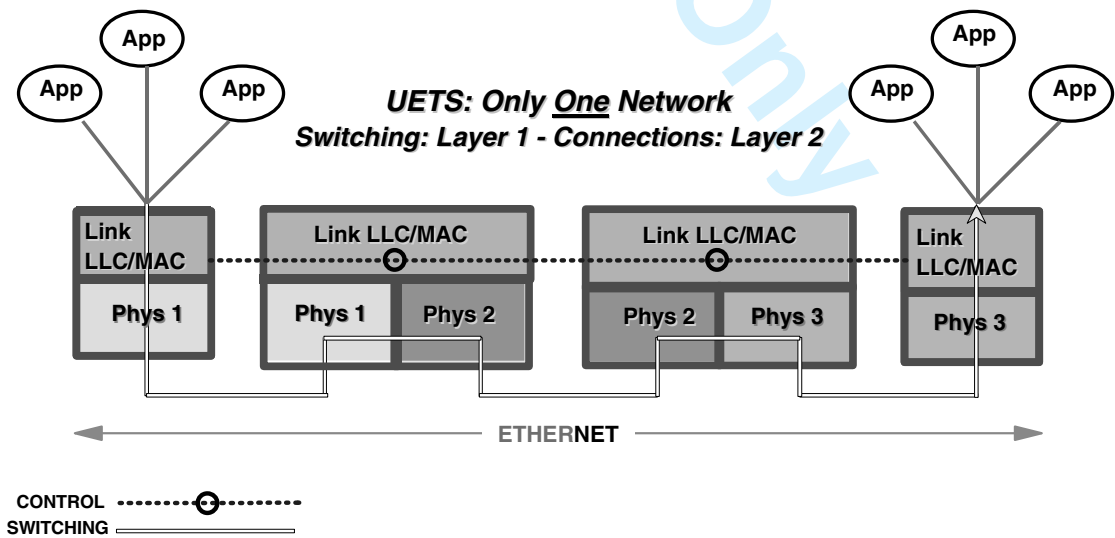 Only
App
App
App
App
App
App
UETS: Only One Network
Switching: Layer 1 - Connections: Layer 2
Link
LLC/MAC
Link LLC/MAC
Link LLC/MAC
Link
LLC/MAC
Phys 1
Phys 1
Phys 2
Phys 2
Phys 3
Phys 3
ETHERNET
CONTROL
SWITCHING